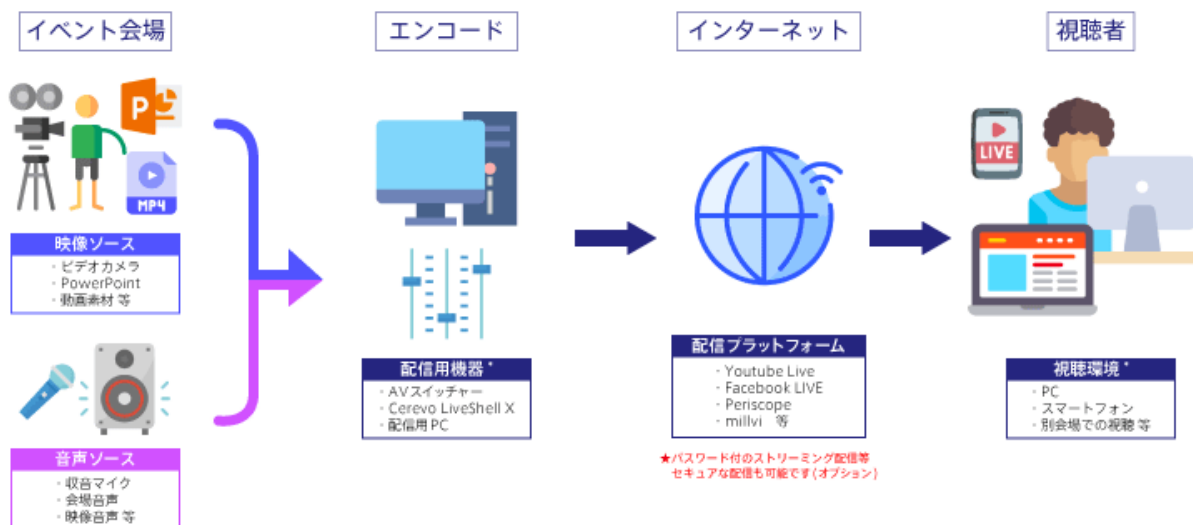 イベント会場
エンコード
インターネット
視聴者
P
MP4
LIVE
映像ソース
・ビデオカメラ
・PowerPoint
・動画素材 等
音声ソース
・収音マイク
・会場音声
・映像音声 等
配信用機器*
・AVスイッチャー
・Cerevo LiveShell X
・配信用 PC
配信プラットフォーム
・Youtube Live
・Facebook LIVE
・Periscope
・millvi 等
★パスワード付のストリーミング配信等
セキュアな配信も可能です(オプション)
視聴環境*
・PC
・スマートフォン
・別会場での視聴 等